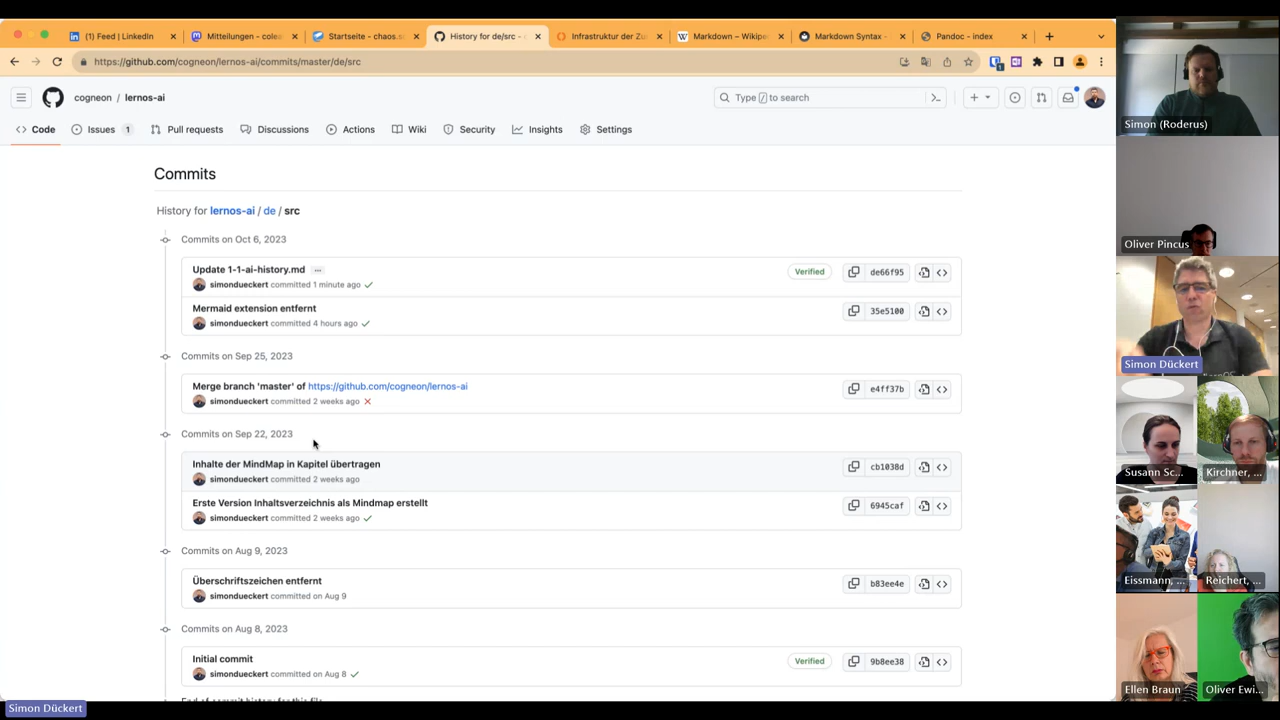 (1) Feed | LinkedIn
Mitteilungen - colea
Startseite - chaos.sc
History for de/src -
Infrastruktur der Zu
Markdown – Wikipe
Markdown Syntax -
Pandoc - index
https://github.com/cogneon/lernos-ai/commits/master/de/src
cogneon / lernos-ai
Type / to search
Code
Issues 1
Pull requests
Discussions
Actions
Wiki
Security
Insights
Settings
Commits
History for lernos-ai / de / src
Commits on Oct 6, 2023
Update 1-1-ai-history.md ...
simondueckert committed 1 minute ago
Verified
de66f95
Mermaid extension entfernt
simondueckert committed 4 hours ago
35e5100
Commits on Sep 25, 2023
Merge branch 'master' of https://github.com/cogneon/lernos-ai
simondueckert committed 2 weeks ago
e4ff37b
Commits on Sep 22, 2023
Inhalte der MindMap in Kapitel übertragen
simondueckert committed 2 weeks ago
cb1038d
Erste Version Inhaltsverzeichnis als Mindmap erstellt
simondueckert committed 2 weeks ago
6945caf
Commits on Aug 9, 2023
Überschriftszeichen entfernt
simondueckert committed on Aug 9
b83ee4e
Commits on Aug 8, 2023
Initial commit
simondueckert committed on Aug 8
Verified
9b8ee38
End of commit history for this file
Simon Dückert
Simon (Roderus)
Oliver Pincus
Simon Dückert
Susann Sc...
Kirchner, ...
Eissmann, ...
Reichert, ...
Ellen Braun
Oliver Ewi...